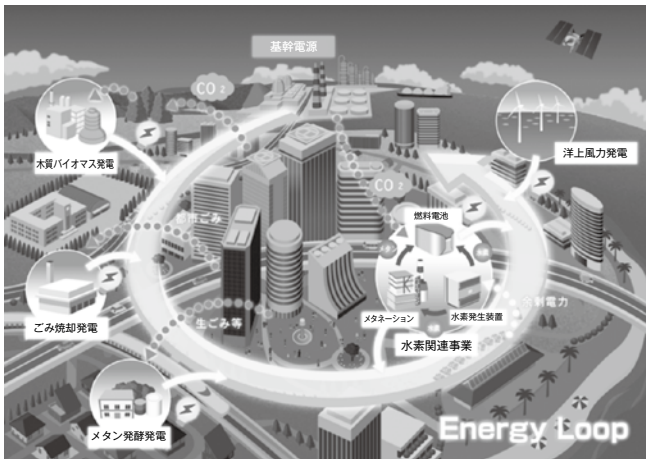 基幹電源
CO2
木質バイオマス発電
洋上風力発電
CO2
燃料電池
都市ごみ
余剰電力
メタネーション
水素発生装置
ごみ焼却発電
生ごみ等
水素関連事業
メタン発酵発電
Energy Loop